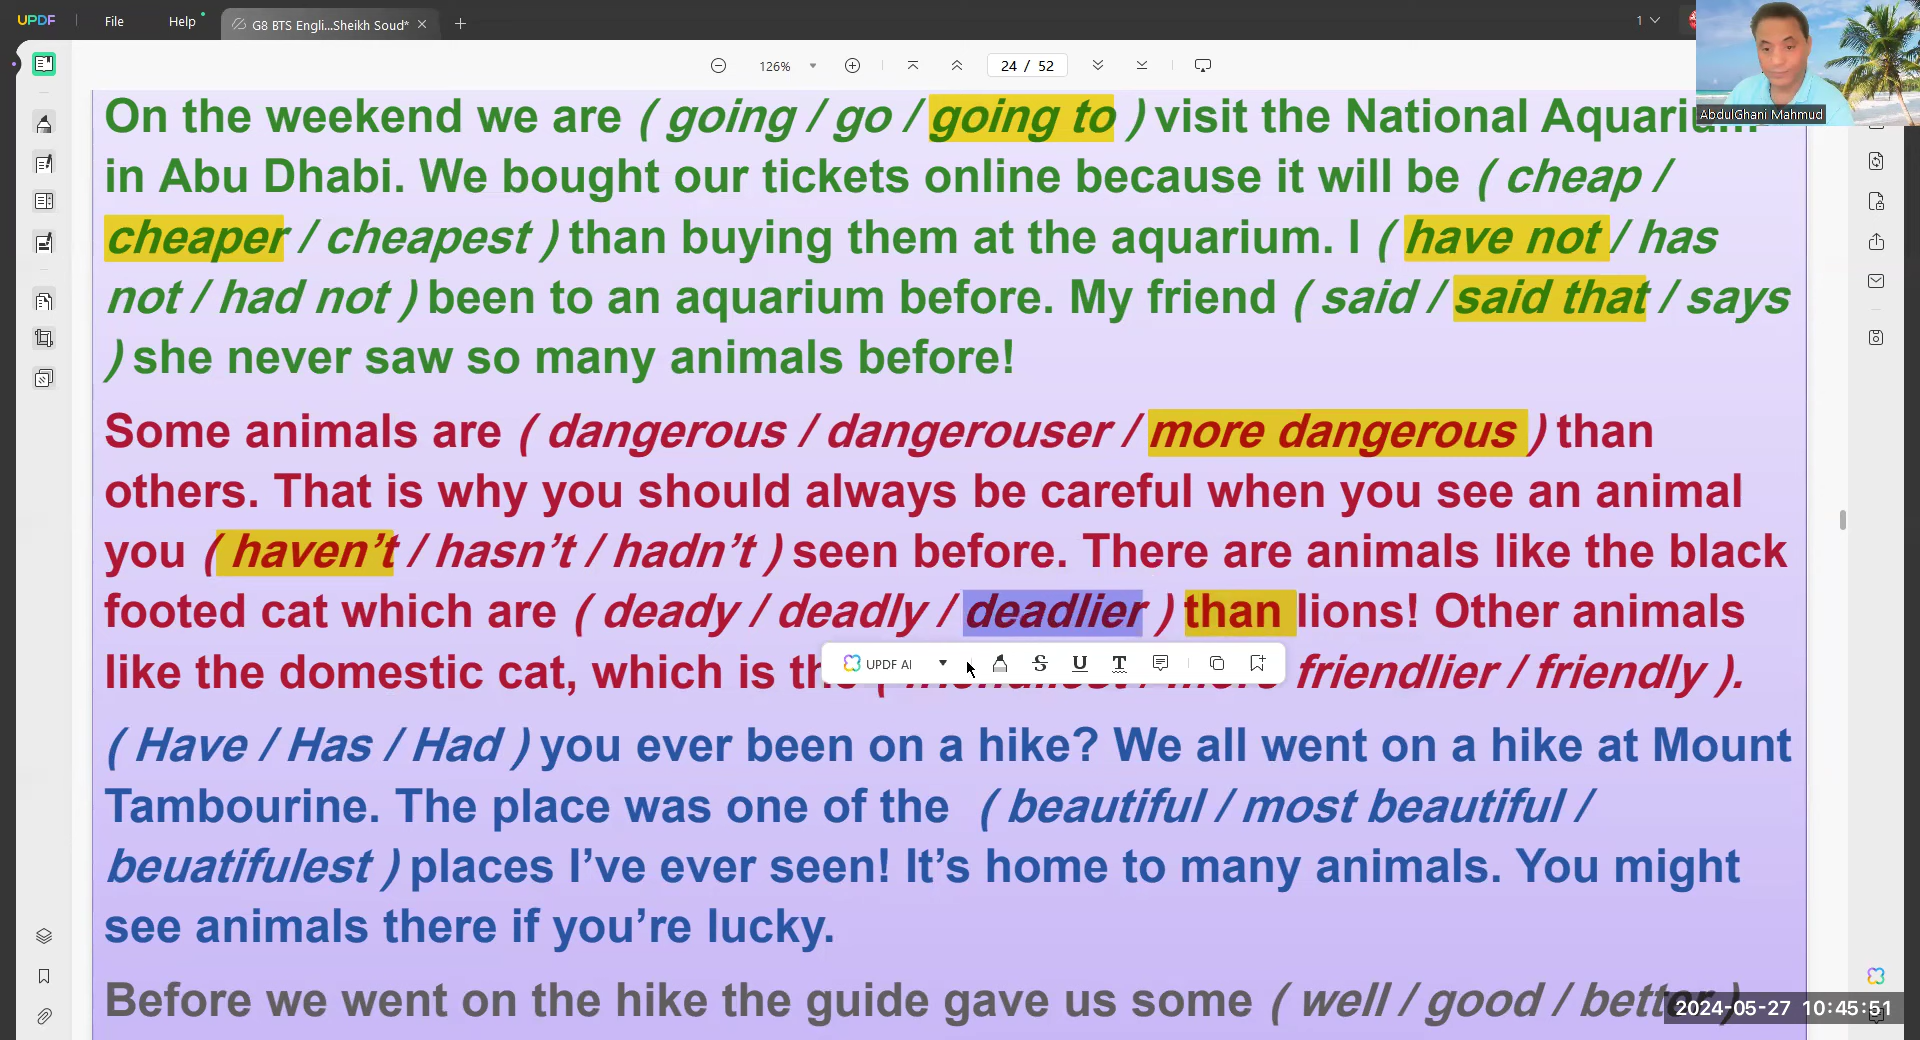 UPDF File Help G8 BTS Engli...Sheikh Soud* 1
126% 24 / 52
AbdulGhani Mahmud
On the weekend we are ( going / go / going to ) visit the National
in Abu Dhabi. We bought our tickets online because it will be ( cheap /
cheaper / cheapest ) than buying them at the aquarium. I ( have not / has
not / had not ) been to an aquarium before. My friend ( said / said that / says
) she never saw so many animals before!
Some animals are ( dangerous / dangerouser / more dangerous ) than
others. That is why you should always be careful when you see an animal
you ( haven't / hasn't / hadn't ) seen before. There are animals like the black
footed cat which are ( deady / deadly / deadlier ) than lions! Other animals
UPDF AI
like the domestic cat, which is friendlier / friendly ).
( Have / Has / Had ) you ever been on a hike? We all went on a hike at Mount
Tambourine. The place was one of the ( beautiful / most beautiful /
beuatifulest ) places I've ever seen! It's home to many animals. You might
see animals there if you're lucky.
Before we went on the hike the guide gave us some ( well / good / better )
2024-05-27 10:45:51